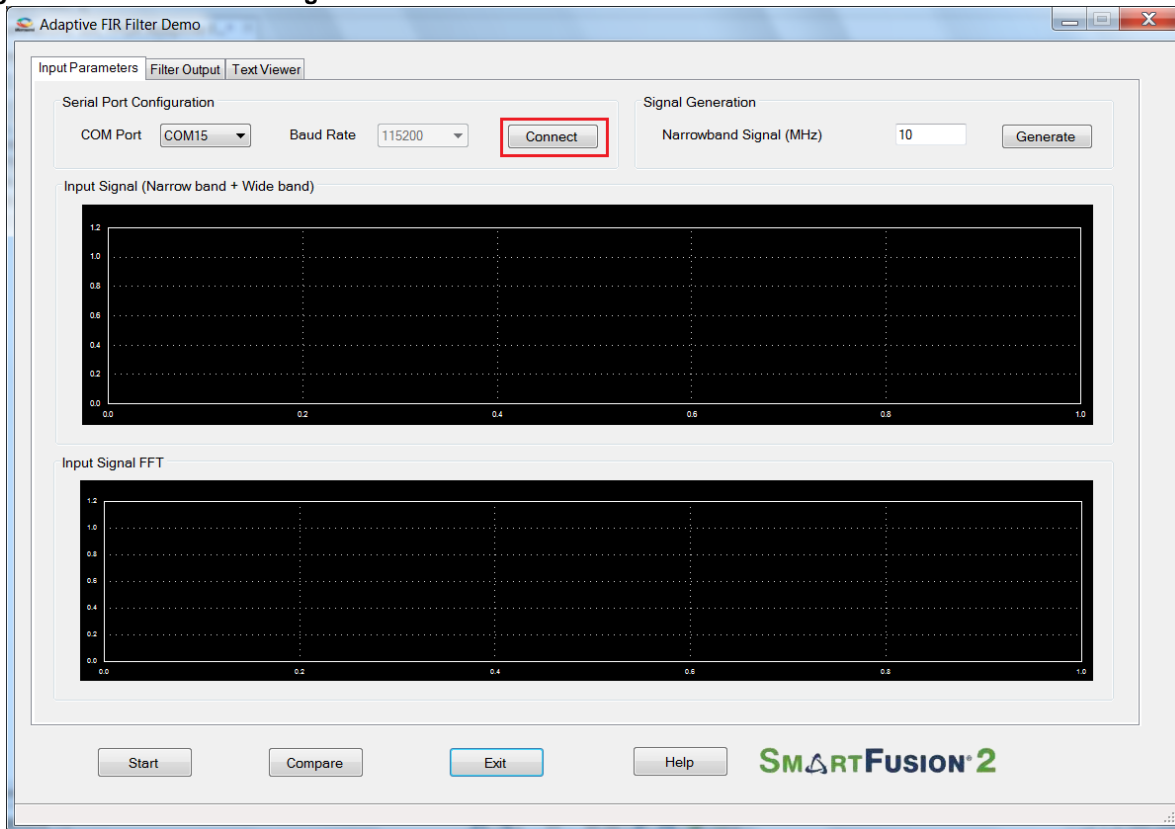 Adaptive FIR Filter Demo
Input Parameters Filter Output Text Viewer
Serial Port Configuration Signal Generation
COM Port COM15 Baud Rate 115200 Connect Narrowband Signal (MHz) 10 Generate
Input Signal (Narrow band + Wide band)
1.2
1.0
0.8
0.6
0.4
0.2
0.0
0.0 0.2 0.4 0.6 0.8 1.0
Input Signal FFT
1.2
1.0
0.8
0.6
0.4
0.2
0.0
0.0 0.2 0.4 0.6 0.8 1.0
Start Compare Exit Help SMARTFUSION® 2